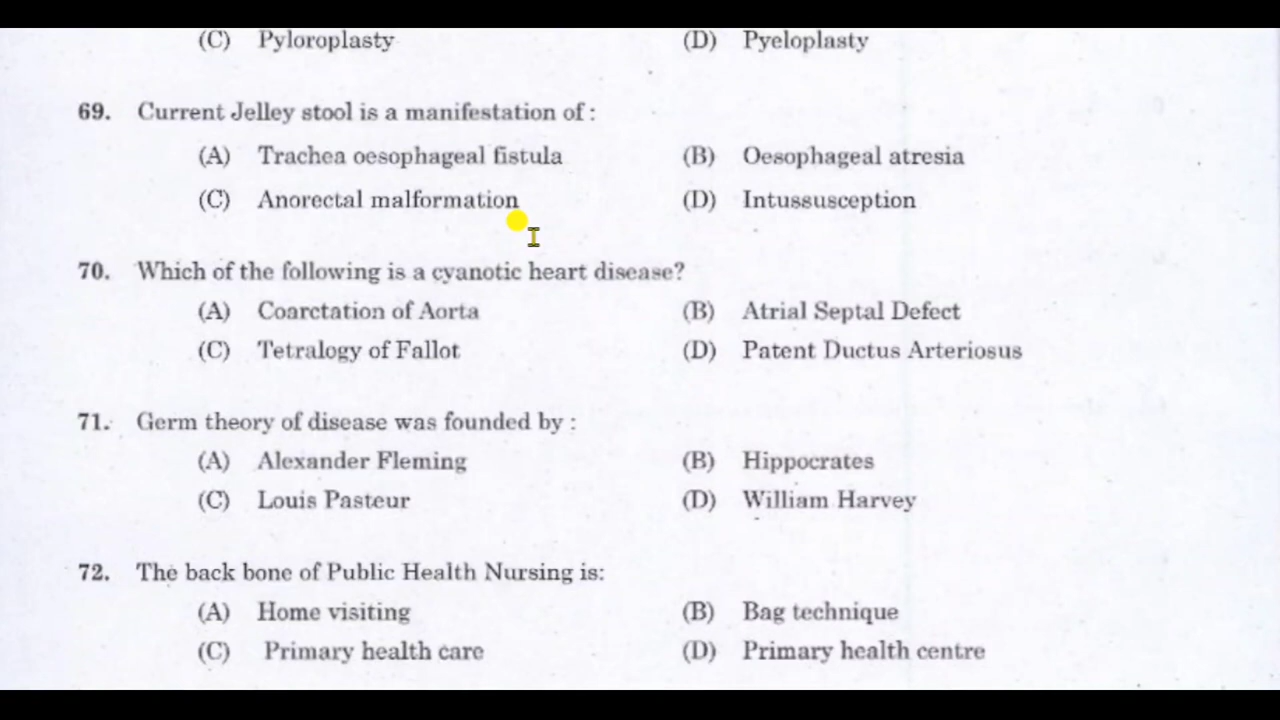 (C) Pyloroplasty (D) Pyeloplasty
69. Current Jelley stool is a manifestation of :
(A) Trachea oesophageal fistula (B) Oesophageal atresia
(C) Anorectal malformation (D) Intussusception
70. Which of the following is a cyanotic heart disease?
(A) Coarctation of Aorta (B) Atrial Septal Defect
(C) Tetralogy of Fallot (D) Patent Ductus Arteriosus
71. Germ theory of disease was founded by :
(A) Alexander Fleming (B) Hippocrates
(C) Louis Pasteur (D) William Harvey
72. The back bone of Public Health Nursing is:
(A) Home visiting (B) Bag technique
(C) Primary health care (D) Primary health centre